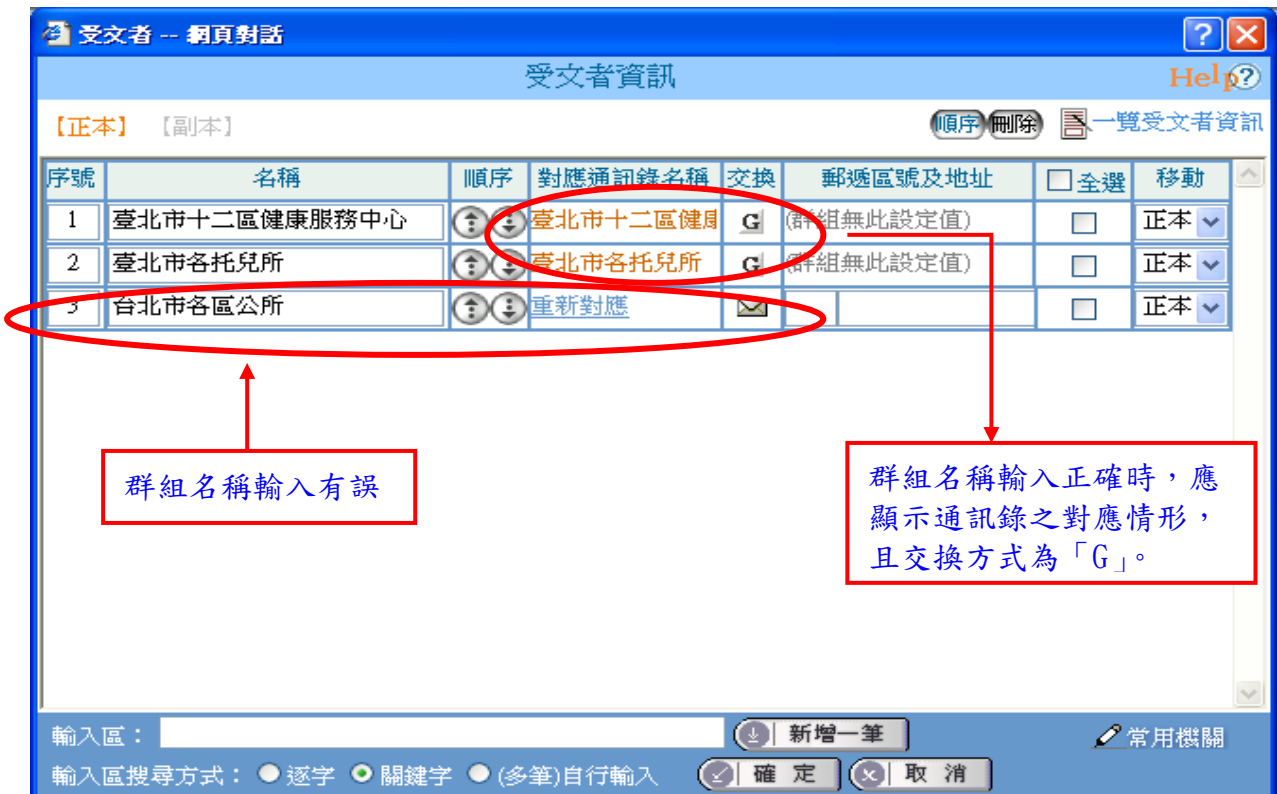 受文者 -- 網頁對話
受文者資訊
Help
【正本】 【副本】 順序 刪除 一覽受文者資訊
序號 名稱 順序 對應通訊錄名稱 交換 郵遞區號及地址 全選 移動
1 臺北市十二區健康服務中心 臺北市十二區健康 G (群組無此設定值) 正本
2 臺北市各托兒所 臺北市各托兒所 G (群組無此設定值) 正本
3 台北市各區公所 重新對應 正本
群組名稱輸入有誤
群組名稱輸入正確時，應
顯示通訊錄之對應情形，
且交換方式為「G」。
輸入區： 新增一筆 常用機關
輸入區搜尋方式： 逐字 關鍵字 (多筆)自行輸入 確 定 取 消